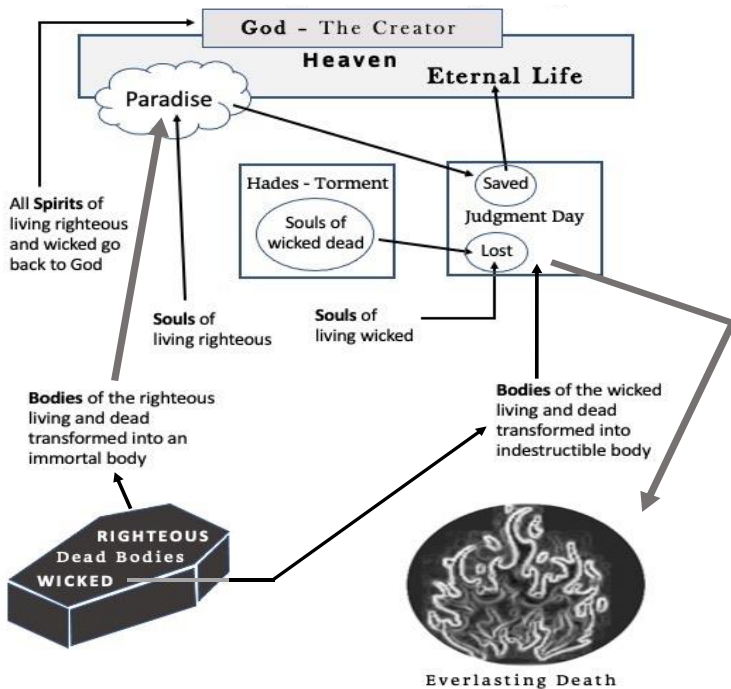 God – The Creator
Heaven
Eternal Life
Paradise
Hades - Torment
Saved
Judgment Day
Souls of
wicked dead
Lost
All Spirits of
living righteous
and wicked go
back to God
Souls of
living righteous
Souls of
living wicked
Bodies of the righteous
living and dead
transformed into an
immortal body
Bodies of the wicked
living and dead
transformed into
indestructible body
RIGHTEOUS
Dead Bodies
WICKED
Everlasting Death